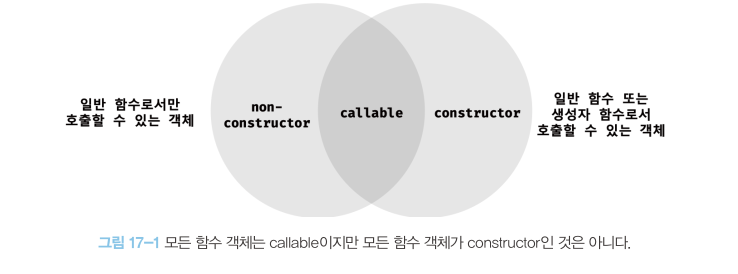 일반 함수로서만
호출할 수 있는 객체
non-
constructor
callable
constructor
일반 함수 또는
생성자 함수로서
호출할 수 있는 객체
그림 17-1 모든 함수 객체는 callable이지만 모든 함수 객체가 constructor인 것은 아니다.